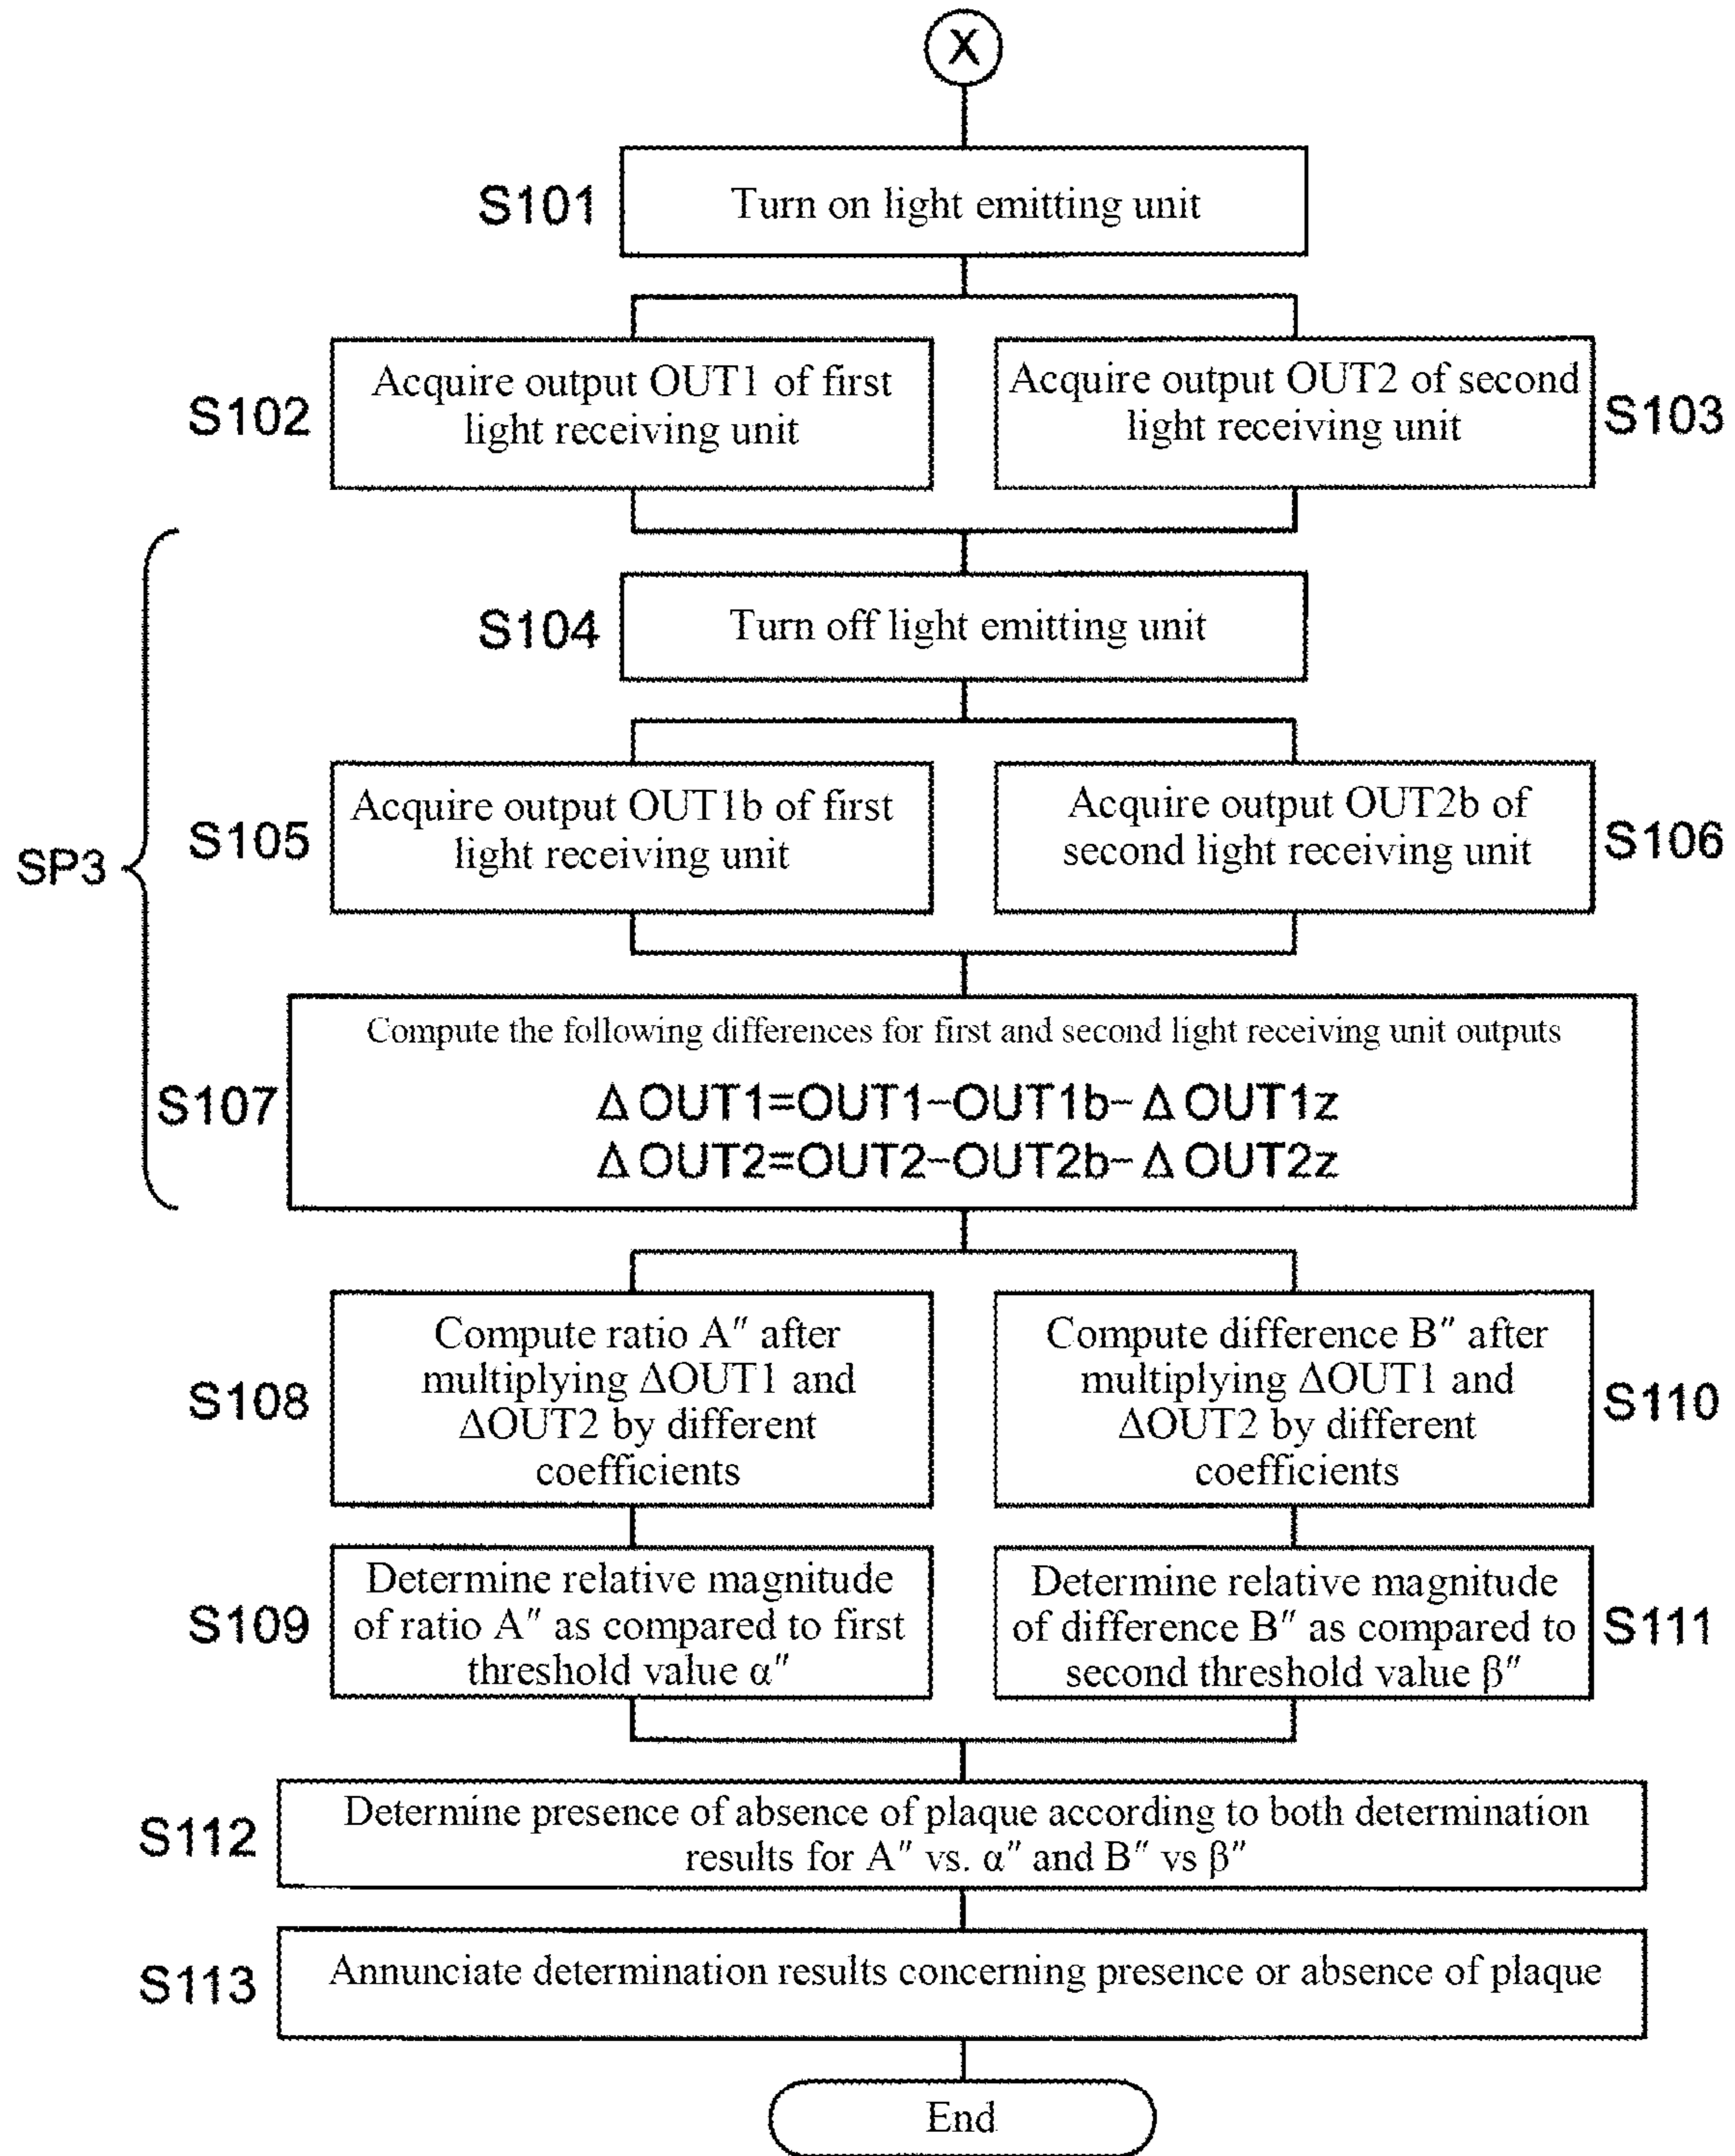 X
S101
Turn on light emitting unit
S102
Acquire output OUT1 of first
light receiving unit
Acquire output OUT2 of second
light receiving unit
S103
SP3
S104
Turn off light emitting unit
S105
Acquire output OUT1b of first
light receiving unit
Acquire output OUT2b of
second light receiving unit
S106
S107
Compute the following differences for first and second light receiving unit outputs
Δ OUT1=OUT1-OUT1b-Δ OUT1z
Δ OUT2=OUT2-OUT2b-Δ OUT2z
S108
Compute ratio A″ after
multiplying ΔOUT1 and
ΔOUT2 by different
coefficients
Compute difference B″ after
multiplying ΔOUT1 and
ΔOUT2 by different
coefficients
S110
S109
Determine relative magnitude
of ratio A″ as compared to first
threshold value α″
Determine relative magnitude
of difference B″ as compared to
second threshold value β″
S111
S112
Determine presence of absence of plaque according to both determination
results for A″ vs. α″ and B″ vs β″
S113
Annunciate determination results concerning presence or absence of plaque
End